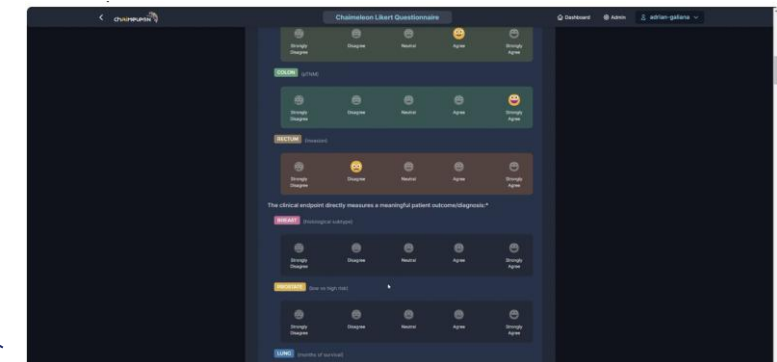 CHAIMELEON
Chaimeleon Likert Questionnaire
Dashboard
Admin
adrian-galiana
Strongly Disagree
Disagree
Neutral
Agree
Strongly Agree
COLON (pTNM)
Strongly Disagree
Disagree
Neutral
Agree
Strongly Agree
RECTUM (Invasion)
Strongly Disagree
Disagree
Neutral
Agree
Strongly Agree
The clinical endpoint directly measures a meaningful patient outcome/diagnosis:*
BREAST (Histological subtype)
Strongly Disagree
Disagree
Neutral
Agree
Strongly Agree
PROSTATE (low vs high risk)
Strongly Disagree
Disagree
Neutral
Agree
Strongly Agree
LUNG (months of survival)